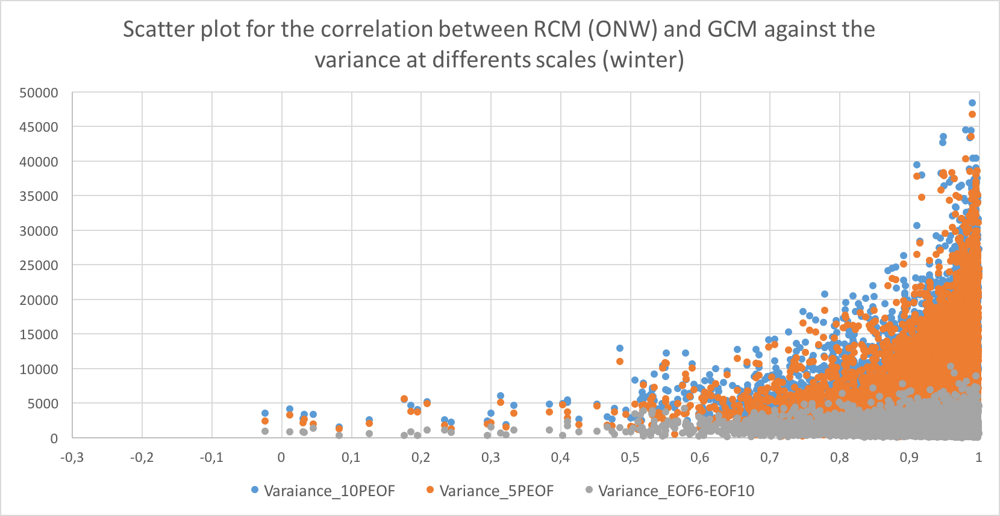 Scatter plot for the correlation between RCM (ONW) and GCM against the
variance at differents scales (winter)
50000
45000
40000
35000
30000
25000
20000
15000
10000
5000
0
-0,3 -0,2 -0,1 0 0,1 0,2 0,3 0,4 0,5 0,6 0,7 0,8 0,9 1
Varaiance_10PEOF Variance_5PEOF Variance_EOF6-EOF10